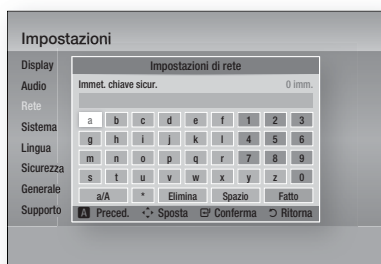 Impostazioni
Display
Audio
Rete
Sistema
Lingua
Sicurezza
Generale
Supporto
Impostazioni di rete
Immet. chiave sicur. 0 imm.
a b c d e f 1 2 3
g h i j k l 4 5 6
m n o p q r 7 8 9
s t u v w x y z 0
a/A * Elimina Spazio Fatto
A Preced. Sposta Conferma Ritorna